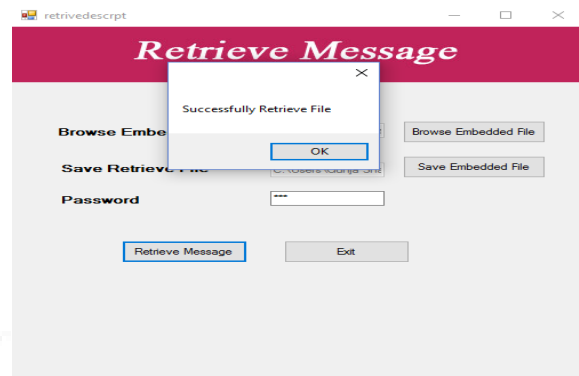 retrivedescrpt
Retrieve Message
Successfully Retrieve File
OK
Browse Embe
Browse Embedded File
Save Retrieve File
Save Embedded File
Password
***
Retrieve Message
Exit